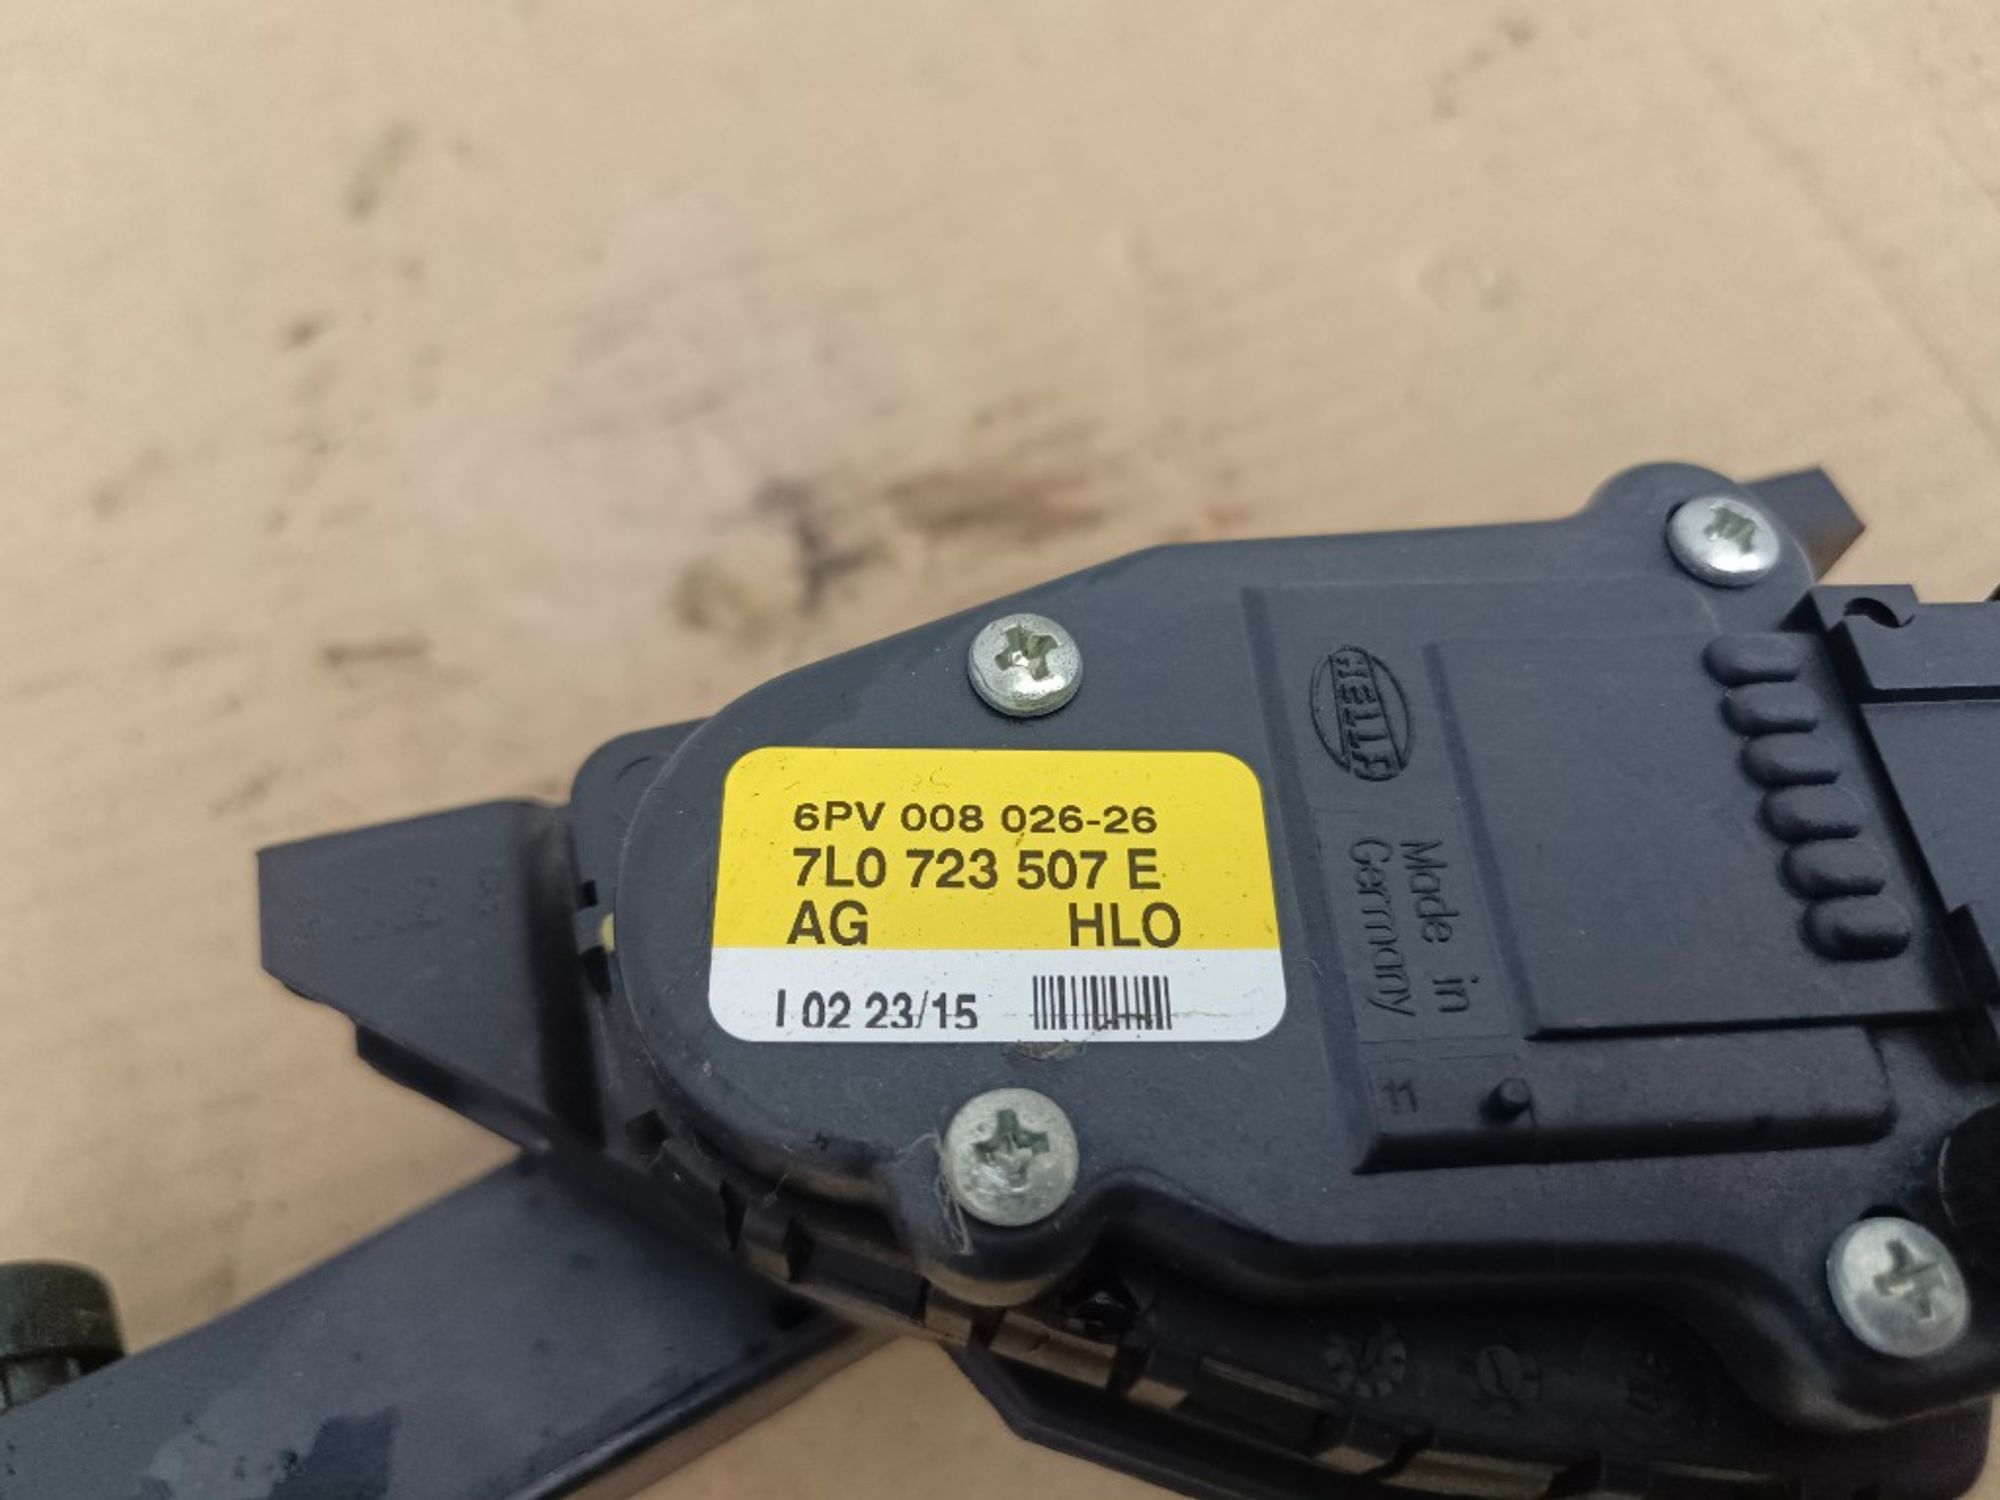 6PV 008 026-26
7L0 723 507 E
AG HLO
I 02 23/15
HELLA
Made in
Germany